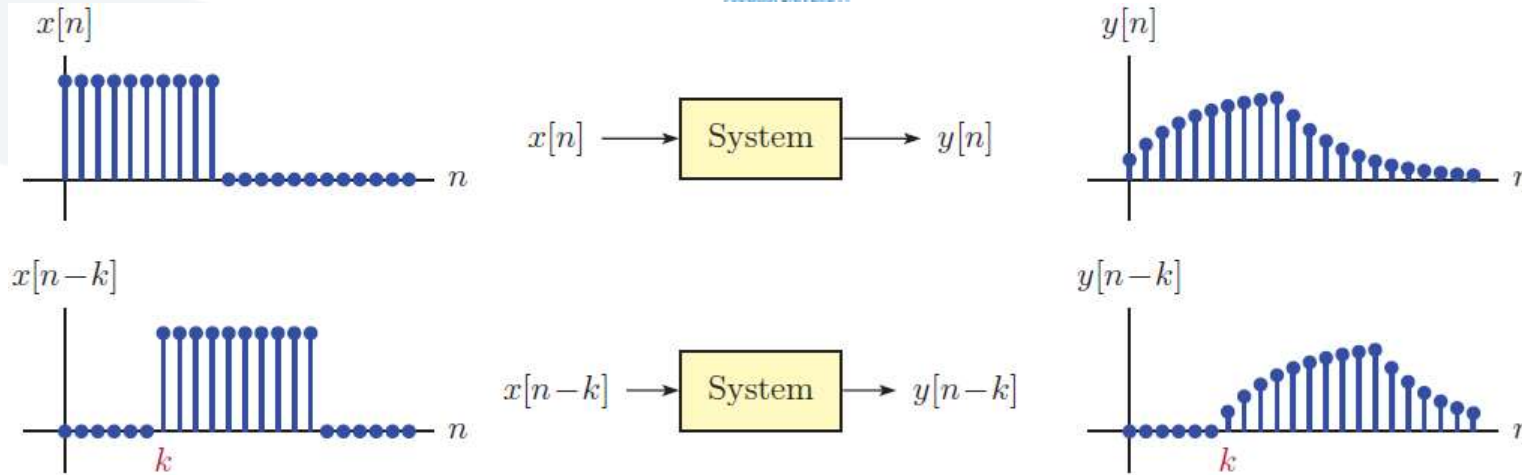 x[n]
y[n]
x[n] System y[n]
n
x[n−k]
y[n−k]
x[n−k] System y[n−k]
n
k
k